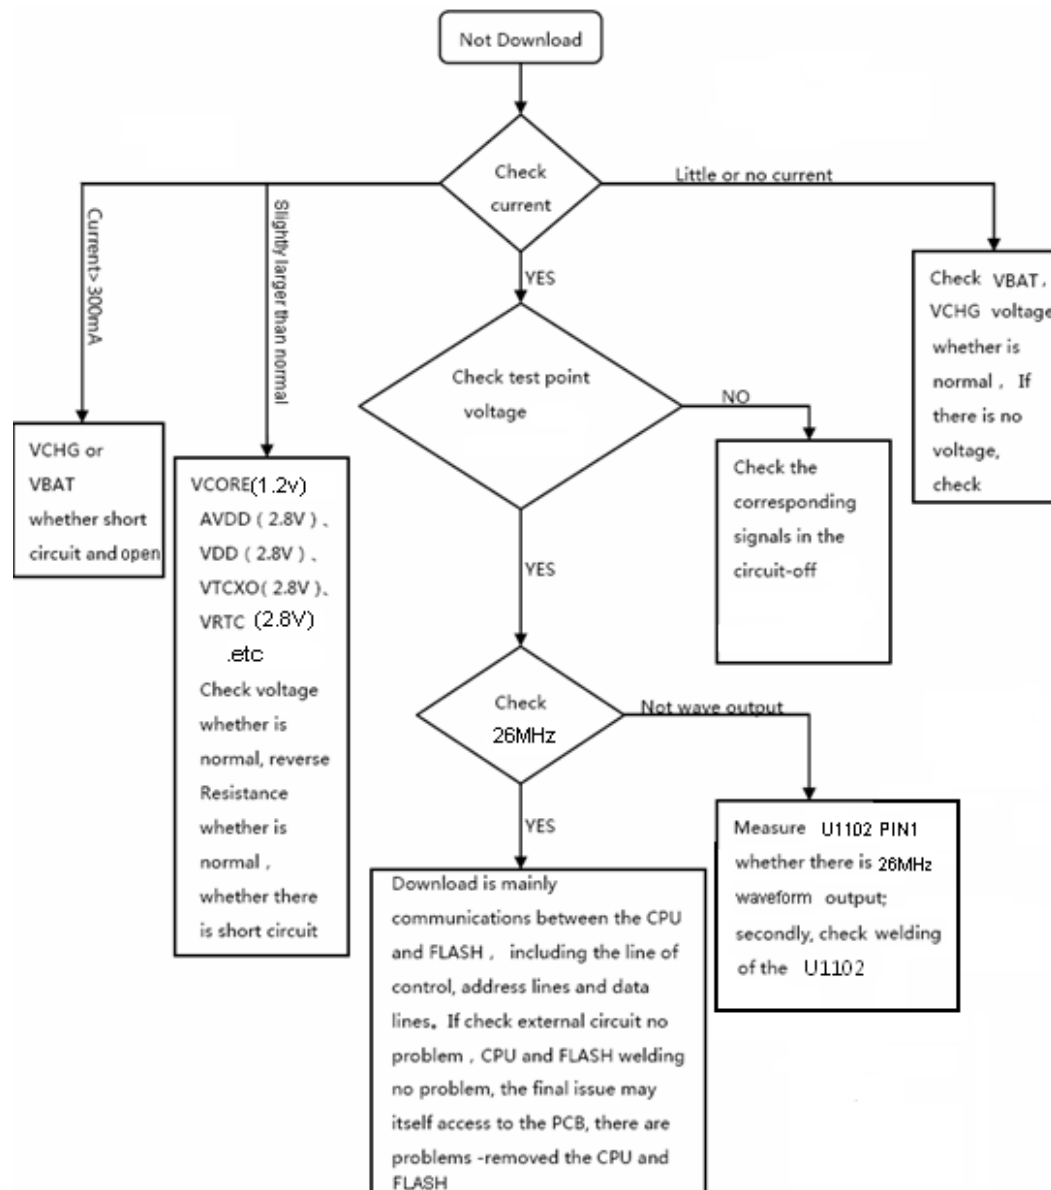 Not Download
Check
current
Little or no current
Current> 300mA
Slightly larger than normal
YES
Check VBAT,
VCHG voltage
whether is
normal, If
there is no
voltage,
check
Check test point
voltage
NO
VCHG or
VBAT
whether short
circuit and open
VCORE(1.2v)
AVDD (2.8V)、
VDD (2.8V)、
VTCXO(2.8V)、
VRTC (2.8V)
.etc
Check voltage
whether is
normal, reverse
Resistance
whether is
normal,
whether there
is short circuit
Check the
corresponding
signals in the
circuit-off
YES
Check
26MHz
Not wave output
YES
Measure U1102 PIN1
whether there is 26MHz
waveform output;
secondly, check welding
of the U1102
Download is mainly
communications between the CPU
and FLASH, including the line of
control, address lines and data
lines。If check external circuit no
problem, CPU and FLASH welding
no problem, the final issue may
itself access to the PCB, there are
problems -removed the CPU and
FLASH